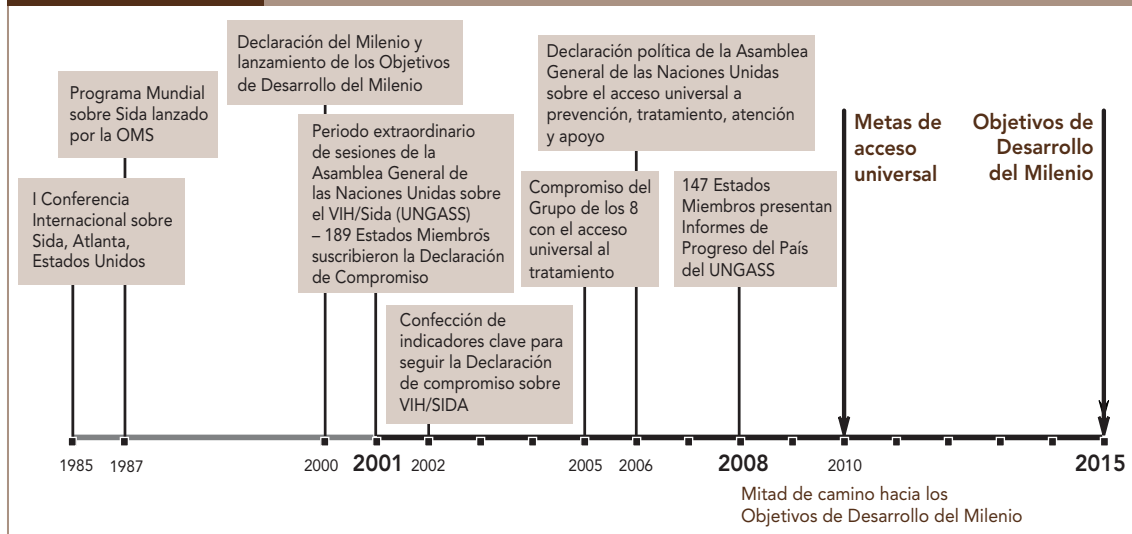 Declaración del Milenio y
lanzamiento de los Objetivos
de Desarrollo del Milenio
Declaración política de la Asamblea
General de las Naciones Unidas
sobre el acceso universal a
prevención, tratamiento, atención
y apoyo
Programa Mundial
sobre Sida lanzado
por la OMS
Metas de
acceso
universal
Objetivos de
Desarrollo
del Milenio
Periodo extraordinario
de sesiones de la
Asamblea General de
las Naciones Unidas sobre
el VIH/Sida (UNGASS)
– 189 Estados Miembros
suscribieron la Declaración
de Compromiso
I Conferencia
Internacional sobre
Sida, Atlanta,
Estados Unidos
Compromiso del
Grupo de los 8
con el acceso
universal al
tratamiento
147 Estados
Miembros presentan
Informes de
Progreso del País
del UNGASS
Confección de
indicadores clave para
seguir la Declaración
de compromiso sobre
VIH/SIDA
1985 1987 2000 2001 2002 2005 2006 2008 2010 2015
Mitad de camino hacia los
Objetivos de Desarrollo del Milenio